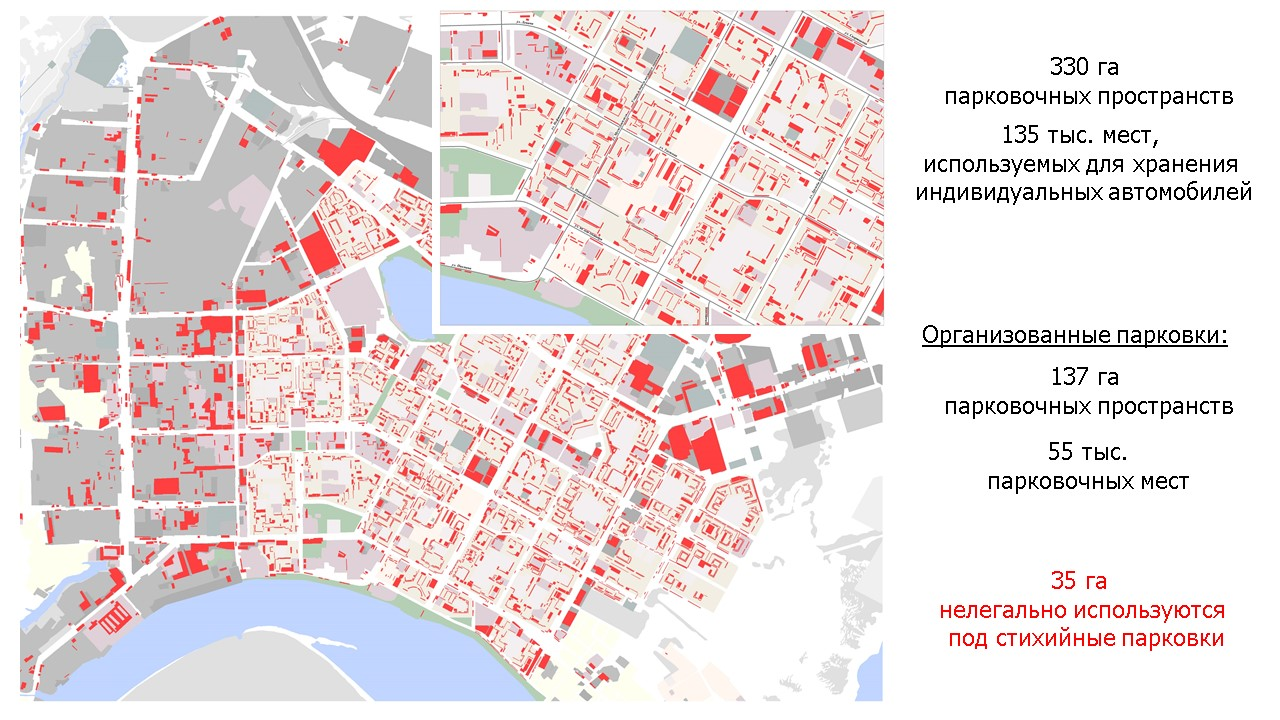 330 га
парковочных пространств
135 тыс. мест,
используемых для хранения
индивидуальных автомобилей
Организованные парковки:
137 га
парковочных пространств
55 тыс.
парковочных мест
35 га
нелегально используются
под стихийные парковки